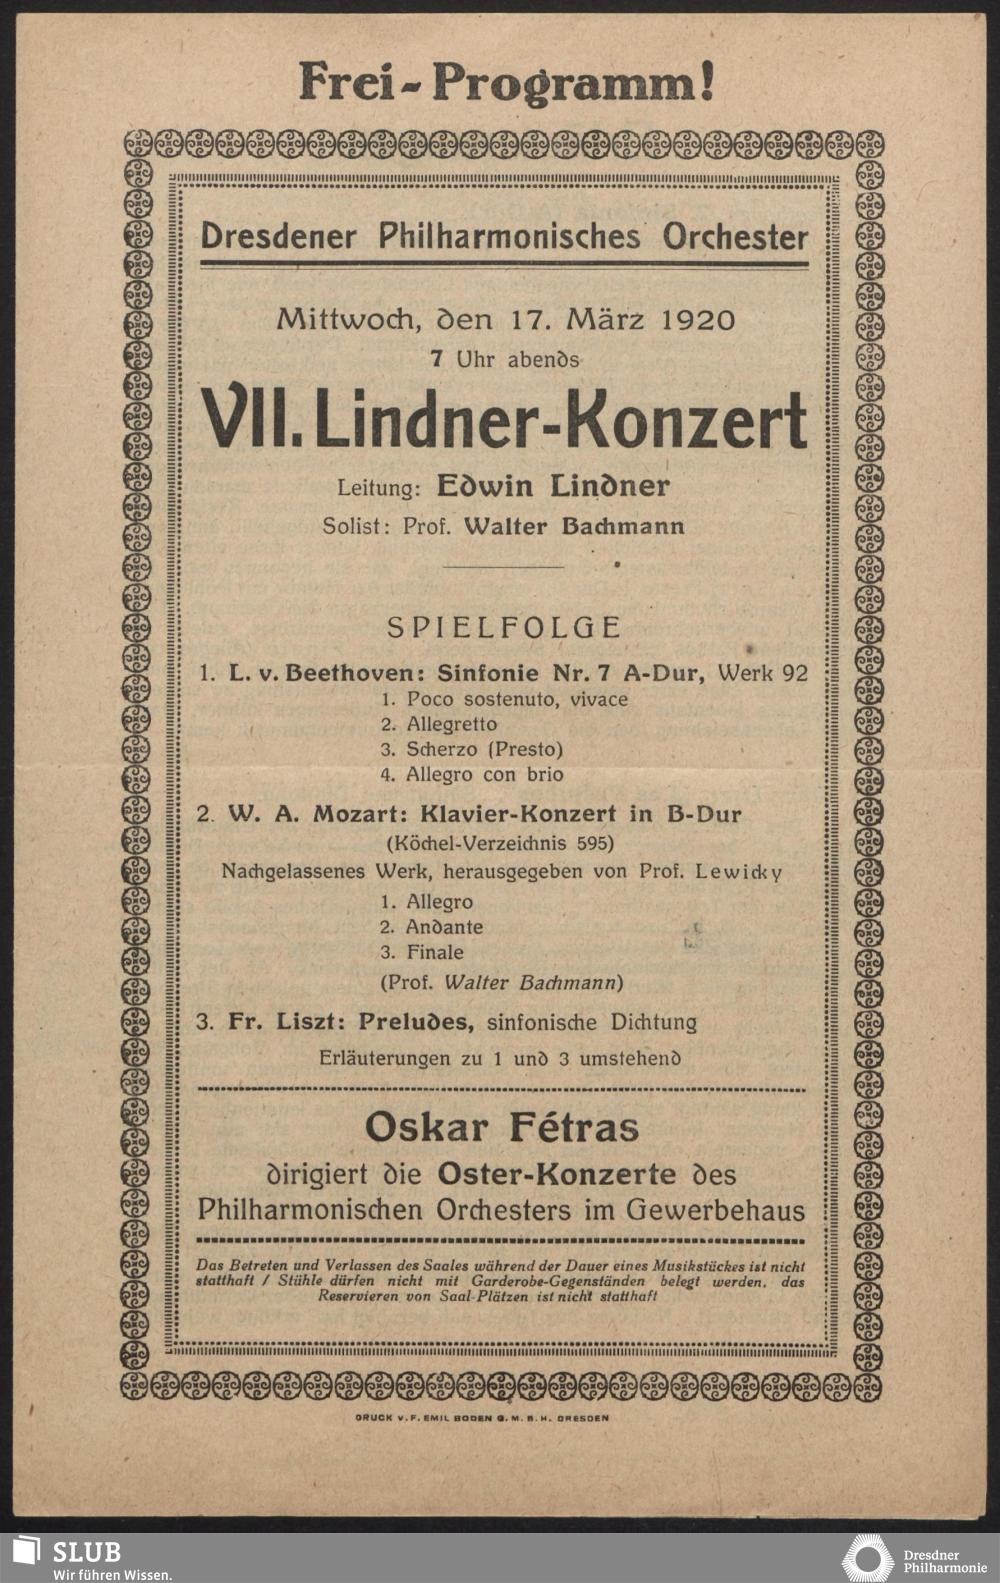 Frei-Programm!
Dresdener Philharmonisches Orchester
Mittwoch, den 17. März 1920
7 Uhr abends
VII. Lindner-Konzert
Leitung: Edwin Lindner
Solist: Prof. Walter Bachmann
SPIELFOLGE
1. L. v. Beethoven: Sinfonie Nr. 7 A-Dur, Werk 92
1. Poco sostenuto, vivace
2. Allegretto
3. Scherzo (Presto)
4. Allegro con brio
2. W. A. Mozart: Klavier-Konzert in B-Dur
(Köchel-Verzeichnis 595)
Nachgelassenes Werk, herausgegeben von Prof. Lewicky
1. Allegro
2. Andante
3. Finale
(Prof. Walter Bachmann)
3. Fr. Liszt: Preludes, sinfonische Dichtung
Erläuterungen zu 1 und 3 umstehend
Oskar Fétras
dirigiert die Oster-Konzerte des
Philharmonischen Orchesters im Gewerbehaus
Das Betreten und Verlassen des Saales während der Dauer eines Musikstückes ist nicht
statthaft / Stühle dürfen nicht mit Garderobe-Gegenständen belegt werden, das
Reservieren von Saal-Plätzen ist nicht statthaft
DRUCK V. F. EMIL BODEN G. M. B. H. DRESDEN
SLUB
Wir führen Wissen.
Dresdner
Philharmonie